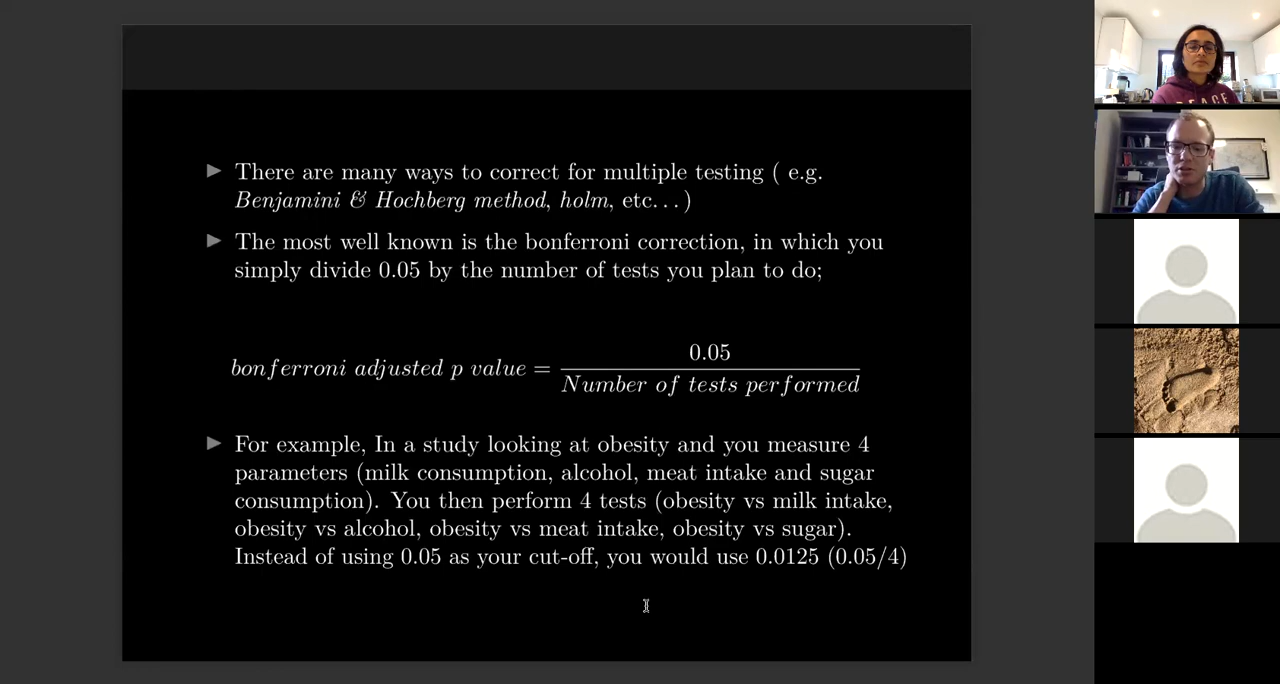 There are many ways to correct for multiple testing ( e.g.
Benjamini & Hochberg method, holm, etc...)
The most well known is the bonferroni correction, in which you
simply divide 0.05 by the number of tests you plan to do;
bonferroni adjusted p value = 0.05 / Number of tests performed
For example, In a study looking at obesity and you measure 4
parameters (milk consumption, alcohol, meat intake and sugar
consumption). You then perform 4 tests (obesity vs milk intake,
obesity vs alcohol, obesity vs meat intake, obesity vs sugar).
Instead of using 0.05 as your cut-off, you would use 0.0125 (0.05/4)